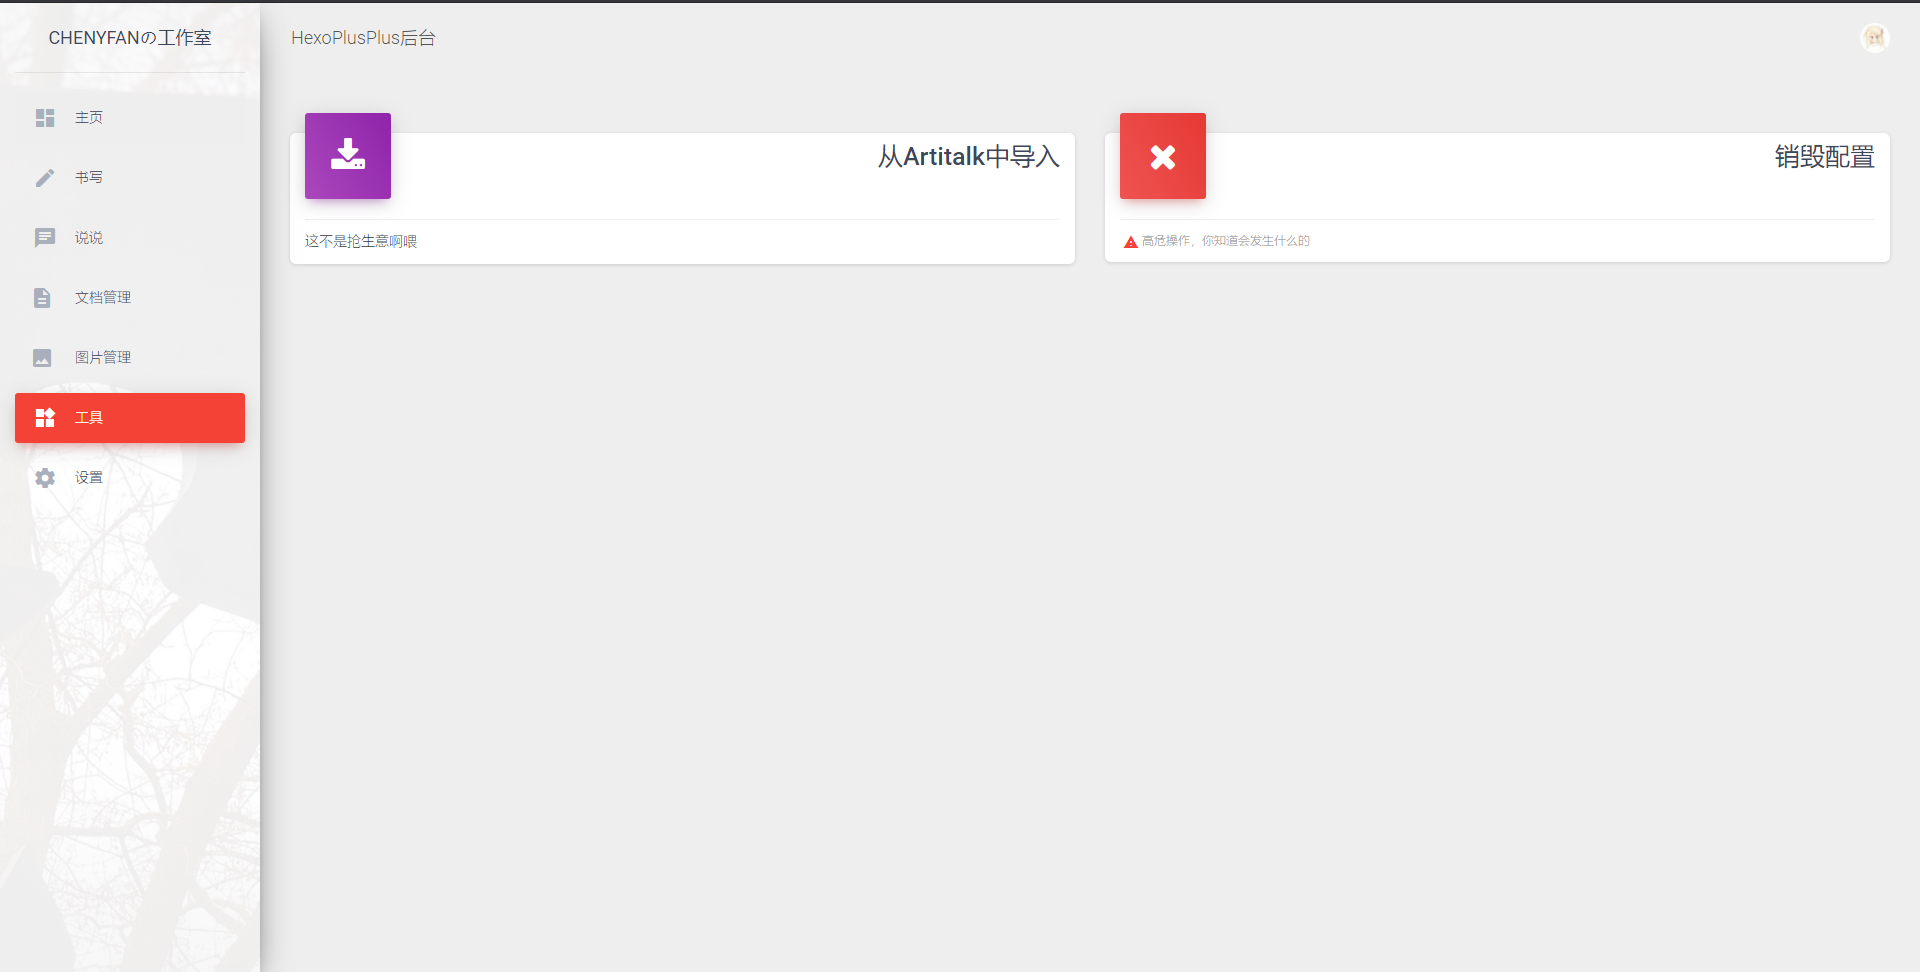 CHENYFANの工作室
主页
书写
说说
文档管理
图片管理
工具
设置
HexoPlusPlus后台
从Artitalk中导入
这不是抢生意啊喂
销毁配置
高危操作，你知道会发生什么的